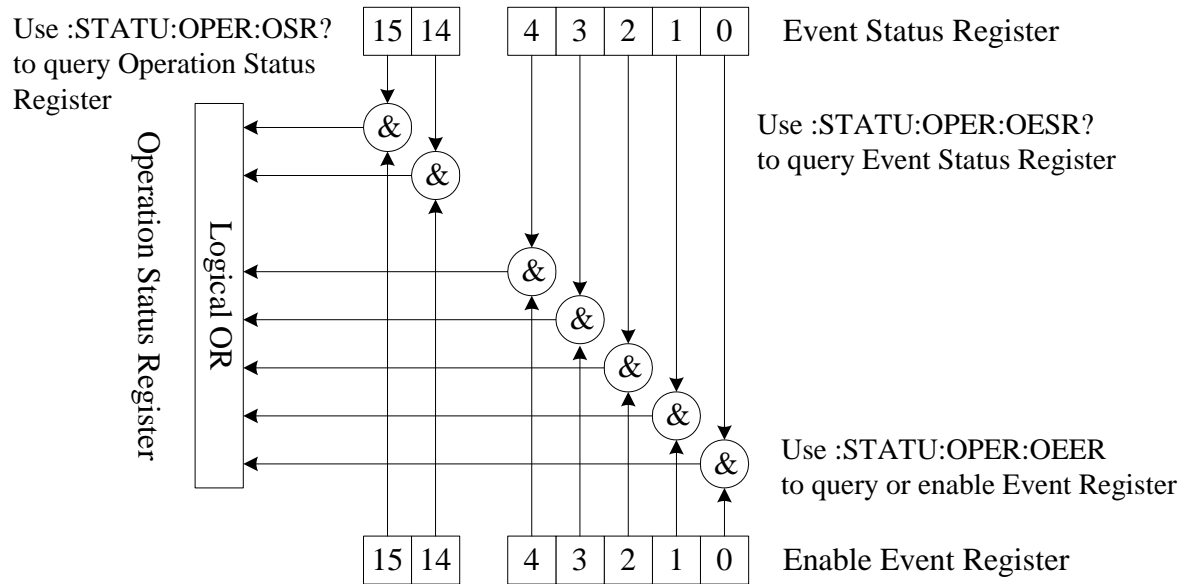 Use :STATU:OPER:OSR?
to query Operation Status
Register
15 14 4 3 2 1 0
Event Status Register
Use :STATU:OPER:OESR?
to query Event Status Register
&
&
&
&
&
&
&
Operation Status Register
Logical OR
Use :STATU:OPER:OEER
to query or enable Event Register
15 14 4 3 2 1 0
Enable Event Register